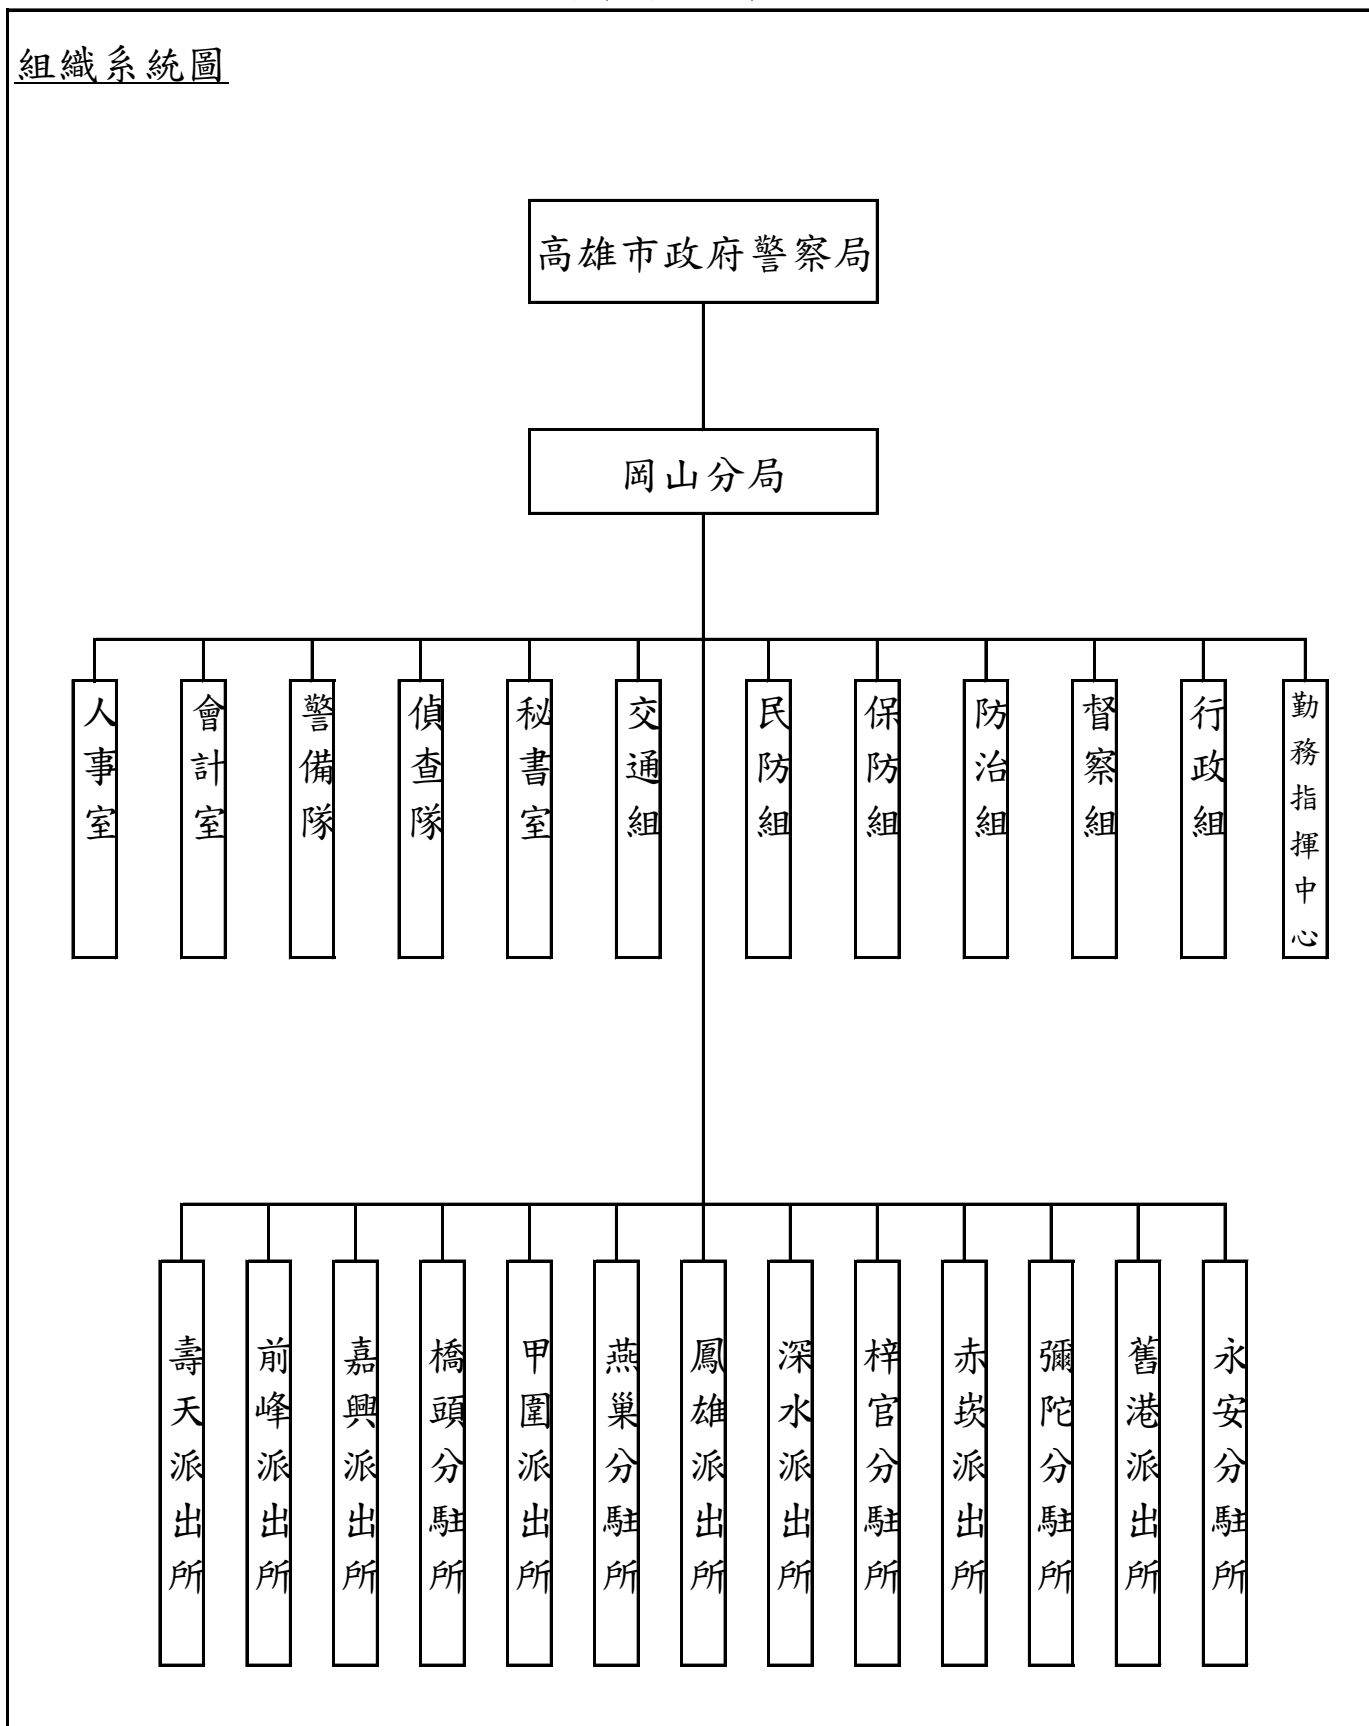 組織系統圖
高雄市政府警察局
岡山分局
人事室
會計室
警備隊
偵查隊
秘書室
交通組
民防組
保防組
防治組
督察組
行政組
勤務指揮中心
壽天派出所
前峰派出所
嘉興派出所
橋頭分駐所
甲圍派出所
燕巢分駐所
鳳雄派出所
深水派出所
梓官分駐所
赤崁派出所
彌陀分駐所
舊港派出所
永安分駐所